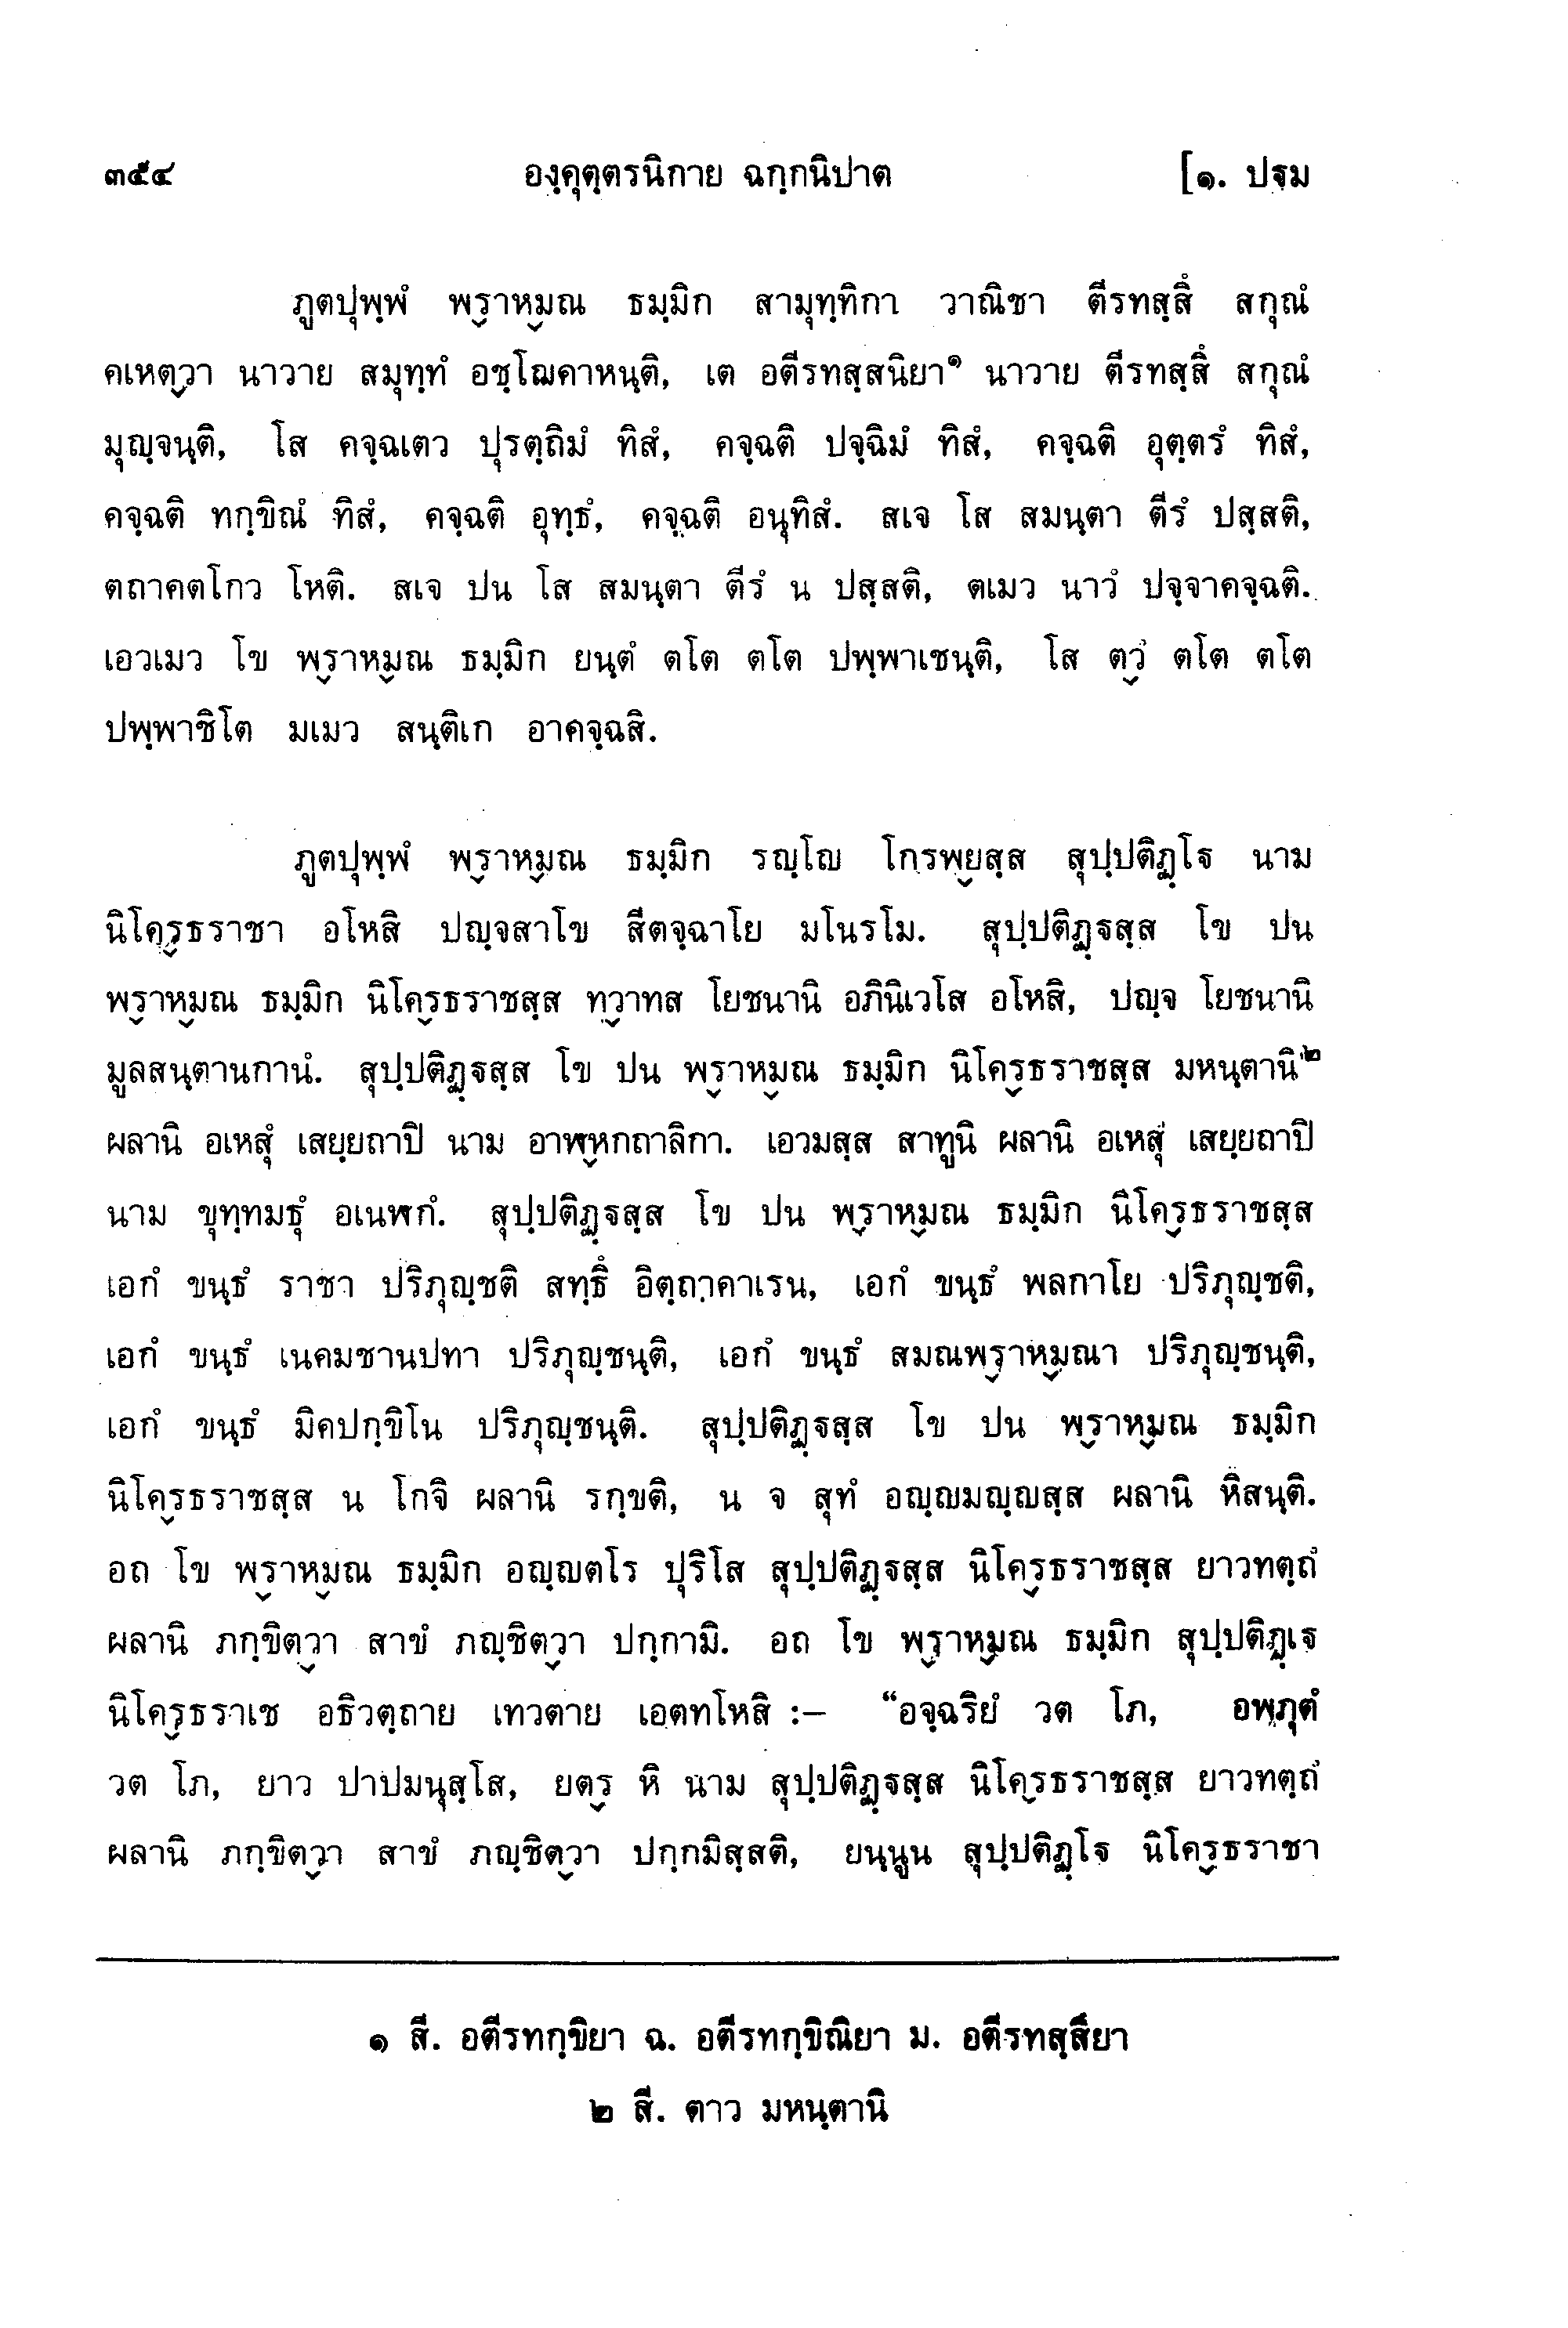 ๓๕๔ องฺคุตฺตรนิกาย ฉกฺกนิปาต [๑. ปฐม
ภูตปุพฺพํ พฺราหฺมณ ธมฺมิก สามุทฺทิกา วาณิชา ตีรทสฺสึ สกุณํ
คเหตฺวา นาวาย สมุทฺทํ อชฺโฌคาหนฺติ, เต อตีรทสฺสนิยา๑ นาวาย ตีรทสฺสึ สกุณํ
มุญฺจนฺติ, โส คจฺฉเตว ปุรตฺถิมํ ทิสํ, คจฺฉติ ปจฺฉิมํ ทิสํ, คจฺฉติ อุตฺตรํ ทิสํ,
คจฺฉติ ทกฺขิณํ ทิสํ, คจฺฉติ อุทฺธํ, คจฺฉติ อนุทิสํ. สเจ โส สมนฺตา ตีรํ ปสฺสติ,
ตถาคตโกว โหติ. สเจ ปน โส สมนฺตา ตีรํ น ปสฺสติ, ตเมว นาวํ ปจฺจาคจฺฉติ.
เอวเมว โข พฺราหฺมณ ธมฺมิก ยนฺตํ ตโต ตโต ปพฺพาเชนฺติ, โส ตฺวํ ตโต ตโต
ปพฺพาชิโต มเมว สนฺติเก อาคจฺฉสิ.
ภูตปุพฺพํ พฺราหฺมณ ธมฺมิก รญฺโญ โกรพฺยสฺส สุปฺปติฏฺโฐ นาม
นิโคฺรธราชา อโหสิ ปญฺจสาโข สีตจฺฉาโย มโนรโม. สุปฺปติฏฺฐสฺส โข ปน
พฺราหฺมณ ธมฺมิก นิโคฺรธราชสฺส ทฺวาทส โยชนานิ อภินิเวโส อโหสิ, ปญฺจ โยชนานิ
มูลสนฺตานกานํ. สุปฺปติฏฺฐสฺส โข ปน พฺราหฺมณ ธมฺมิก นิโคฺรธราชสฺส มหนฺตานิ๒
ผลานิ อเหสุํ เสยฺยถาปิ นาม อาฬฺหกถาลิกา. เอวมสฺส สาทูนิ ผลานิ อเหสุํ เสยฺยถาปิ
นาม ขุทฺทมธุํ อเนฬกํ. สุปฺปติฏฺฐสฺส โข ปน พฺราหฺมณ ธมฺมิก นิโคฺรธราชสฺส
เอกํ ขนฺธํ ราชา ปริภุญฺชติ สทฺธึ อิตฺถาคาเรน, เอกํ ขนฺธํ พลกาโย ปริภุญฺชติ,
เอกํ ขนฺธํ เนคมชานปทา ปริภุญฺชนฺติ, เอกํ ขนฺธํ สมณพฺราหฺมณา ปริภุญฺชนฺติ,
เอกํ ขนฺธํ มิคปกฺขิโน ปริภุญฺชนฺติ. สุปฺปติฏฺฐสฺส โข ปน พฺราหฺมณ ธมฺมิก
นิโคฺรธราชสฺส น โกจิ ผลานิ รกฺขติ, น จ สุทํ อญฺญมญฺญสฺส ผลานิ หึสนฺติ.
อถ โข พฺราหฺมณ ธมฺมิก อญฺญตโร ปุริโส สุปฺปติฏฺฐสฺส นิโคฺรธราชสฺส ยาวทตฺถํ
ผลานิ ภกฺขิตฺวา สาขํ ภญฺชิตฺวา ปกฺกามิ. อถ โข พฺราหฺมณ ธมฺมิก สุปฺปติฏฺเฐ
นิโคฺรธราเช อธิวตฺถาย เทวตาย เอตทโหสิ :— “อจฺฉริยํ วต โภ, อพฺภุตํ
วต โภ, ยาว ปาปมนุสฺโส, ยตฺร หิ นาม สุปฺปติฏฺฐสฺส นิโคฺรธราชสฺส ยาวทตฺถํ
ผลานิ ภกฺขิตฺวา สาขํ ภญฺชิตฺวา ปกฺกมิสฺสติ, ยนฺนูน สุปฺปติฏฺโฐ นิโคฺรธราชา
๑ สี. อตีรทกฺขิยา ฉ. อตีรทกฺขิณิยา ม. อตีรทสฺสียา
๒ สี. ตาว มหนฺตานิ